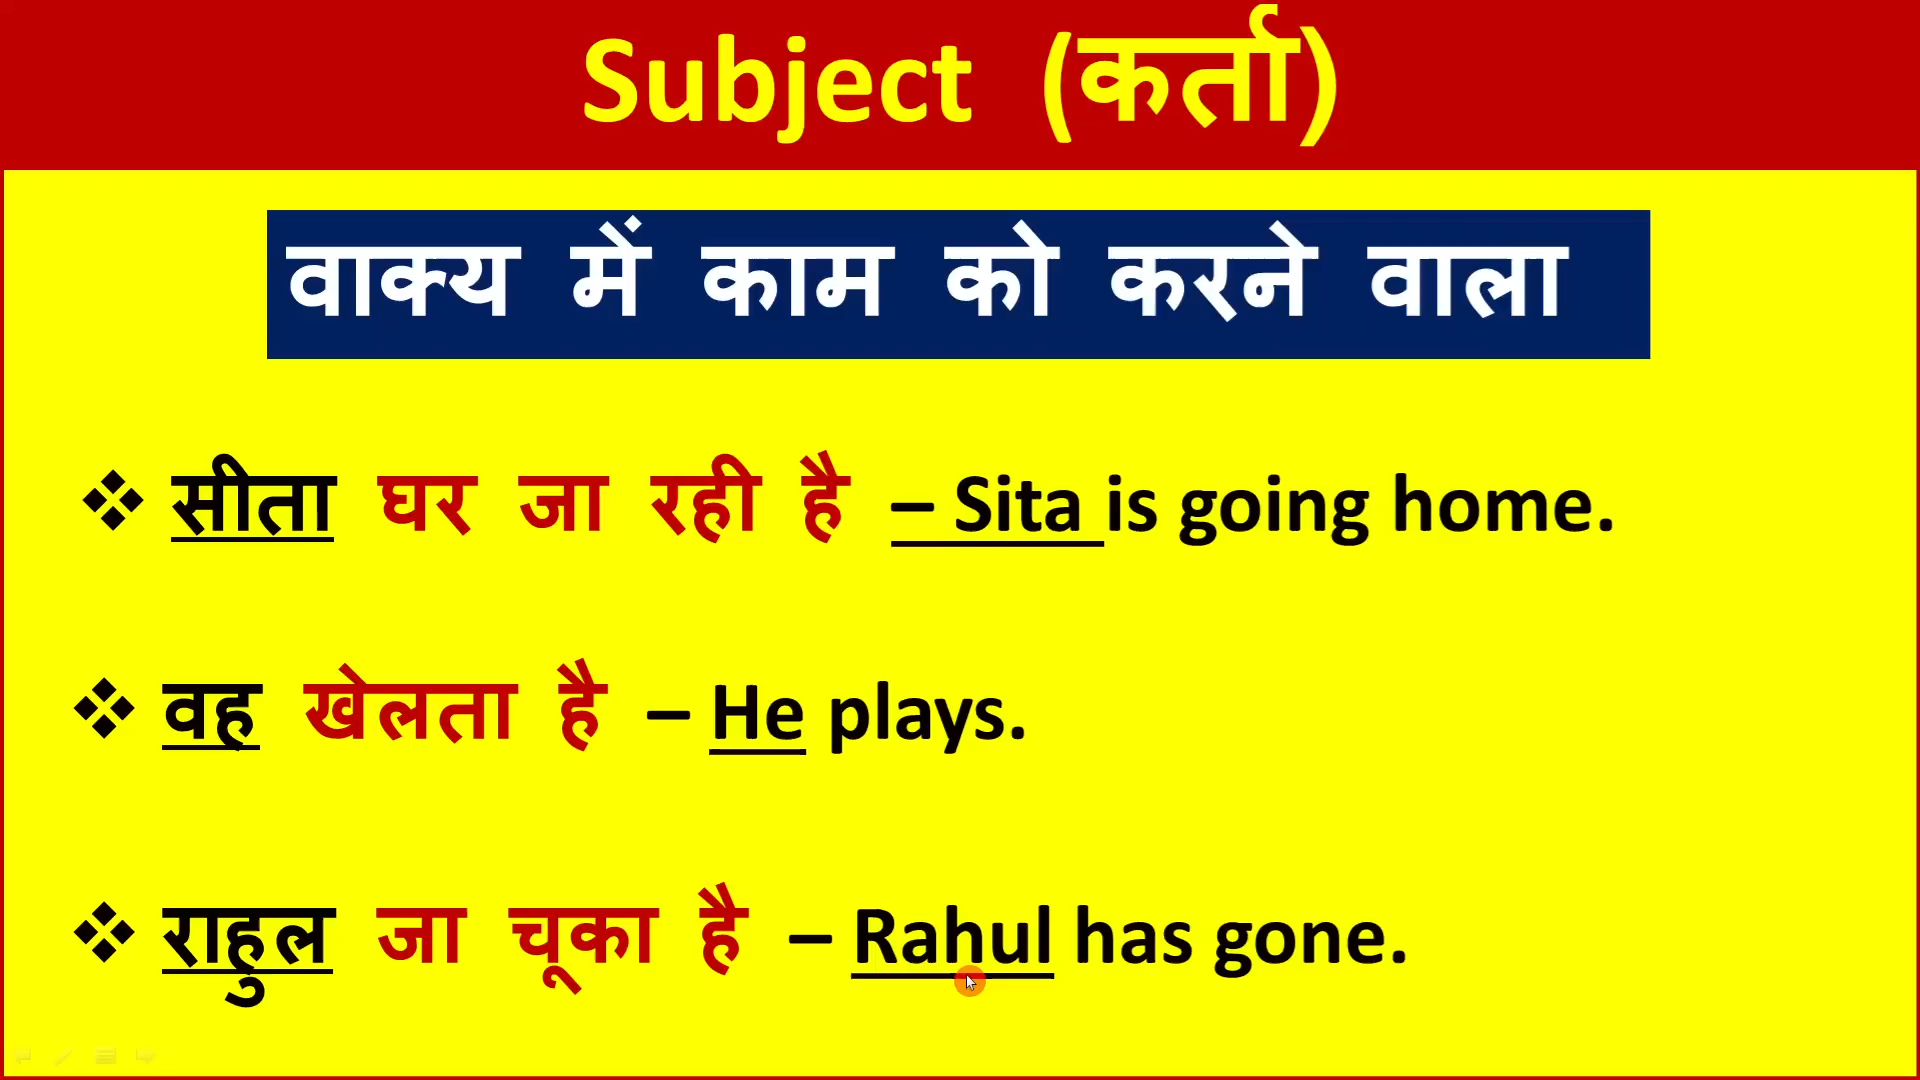 Subject (कर्ता)
वाक्य में काम को करने वाला
❖ सीता घर जा रही है – Sita is going home.
❖ वह खेलता है – He plays.
❖ राहुल जा चूका है – Rahul has gone.